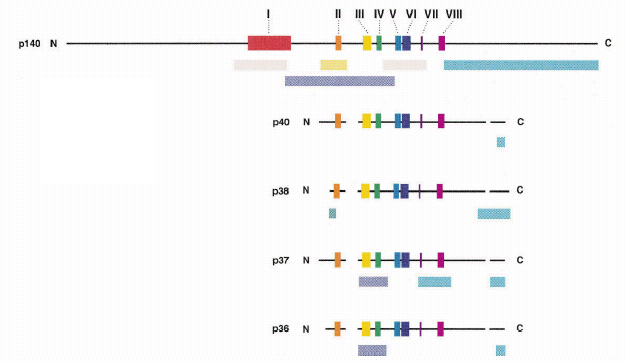 I II III IV V VI VII VIII
p140 N C
p40 N C
p38 N C
p37 N C
p36 N C